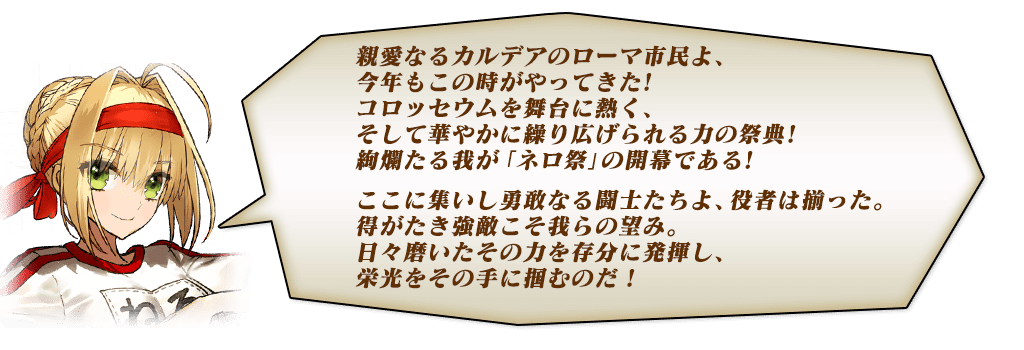 親愛なるカルデアのローマ市民よ、
今年もこの時がやってきた!
コロッセウムを舞台に熱く、
そして華やかに繰り広げられる力の祭典!
絢爛たる我が「ネロ祭」の開幕である!
ここに集いし勇敢なる闘士たちよ、役者は揃った。
得がたき強敵こそ我らの望み。
日々磨いたその力を存分に発揮し、
栄光をその手に掴むのだ！
ねろ